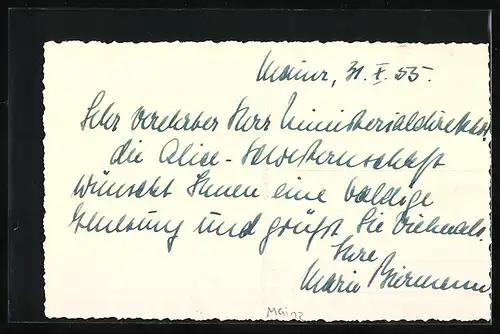 Mainz, 31. X. 55.
Sehr verehrter Herr Ministerialdirektor!
die Alice-Schwesternschaft
wünscht Ihnen eine baldige
Genesung und grüßt Sie vielmals.
Ihre
Marie Biermann
Mainz